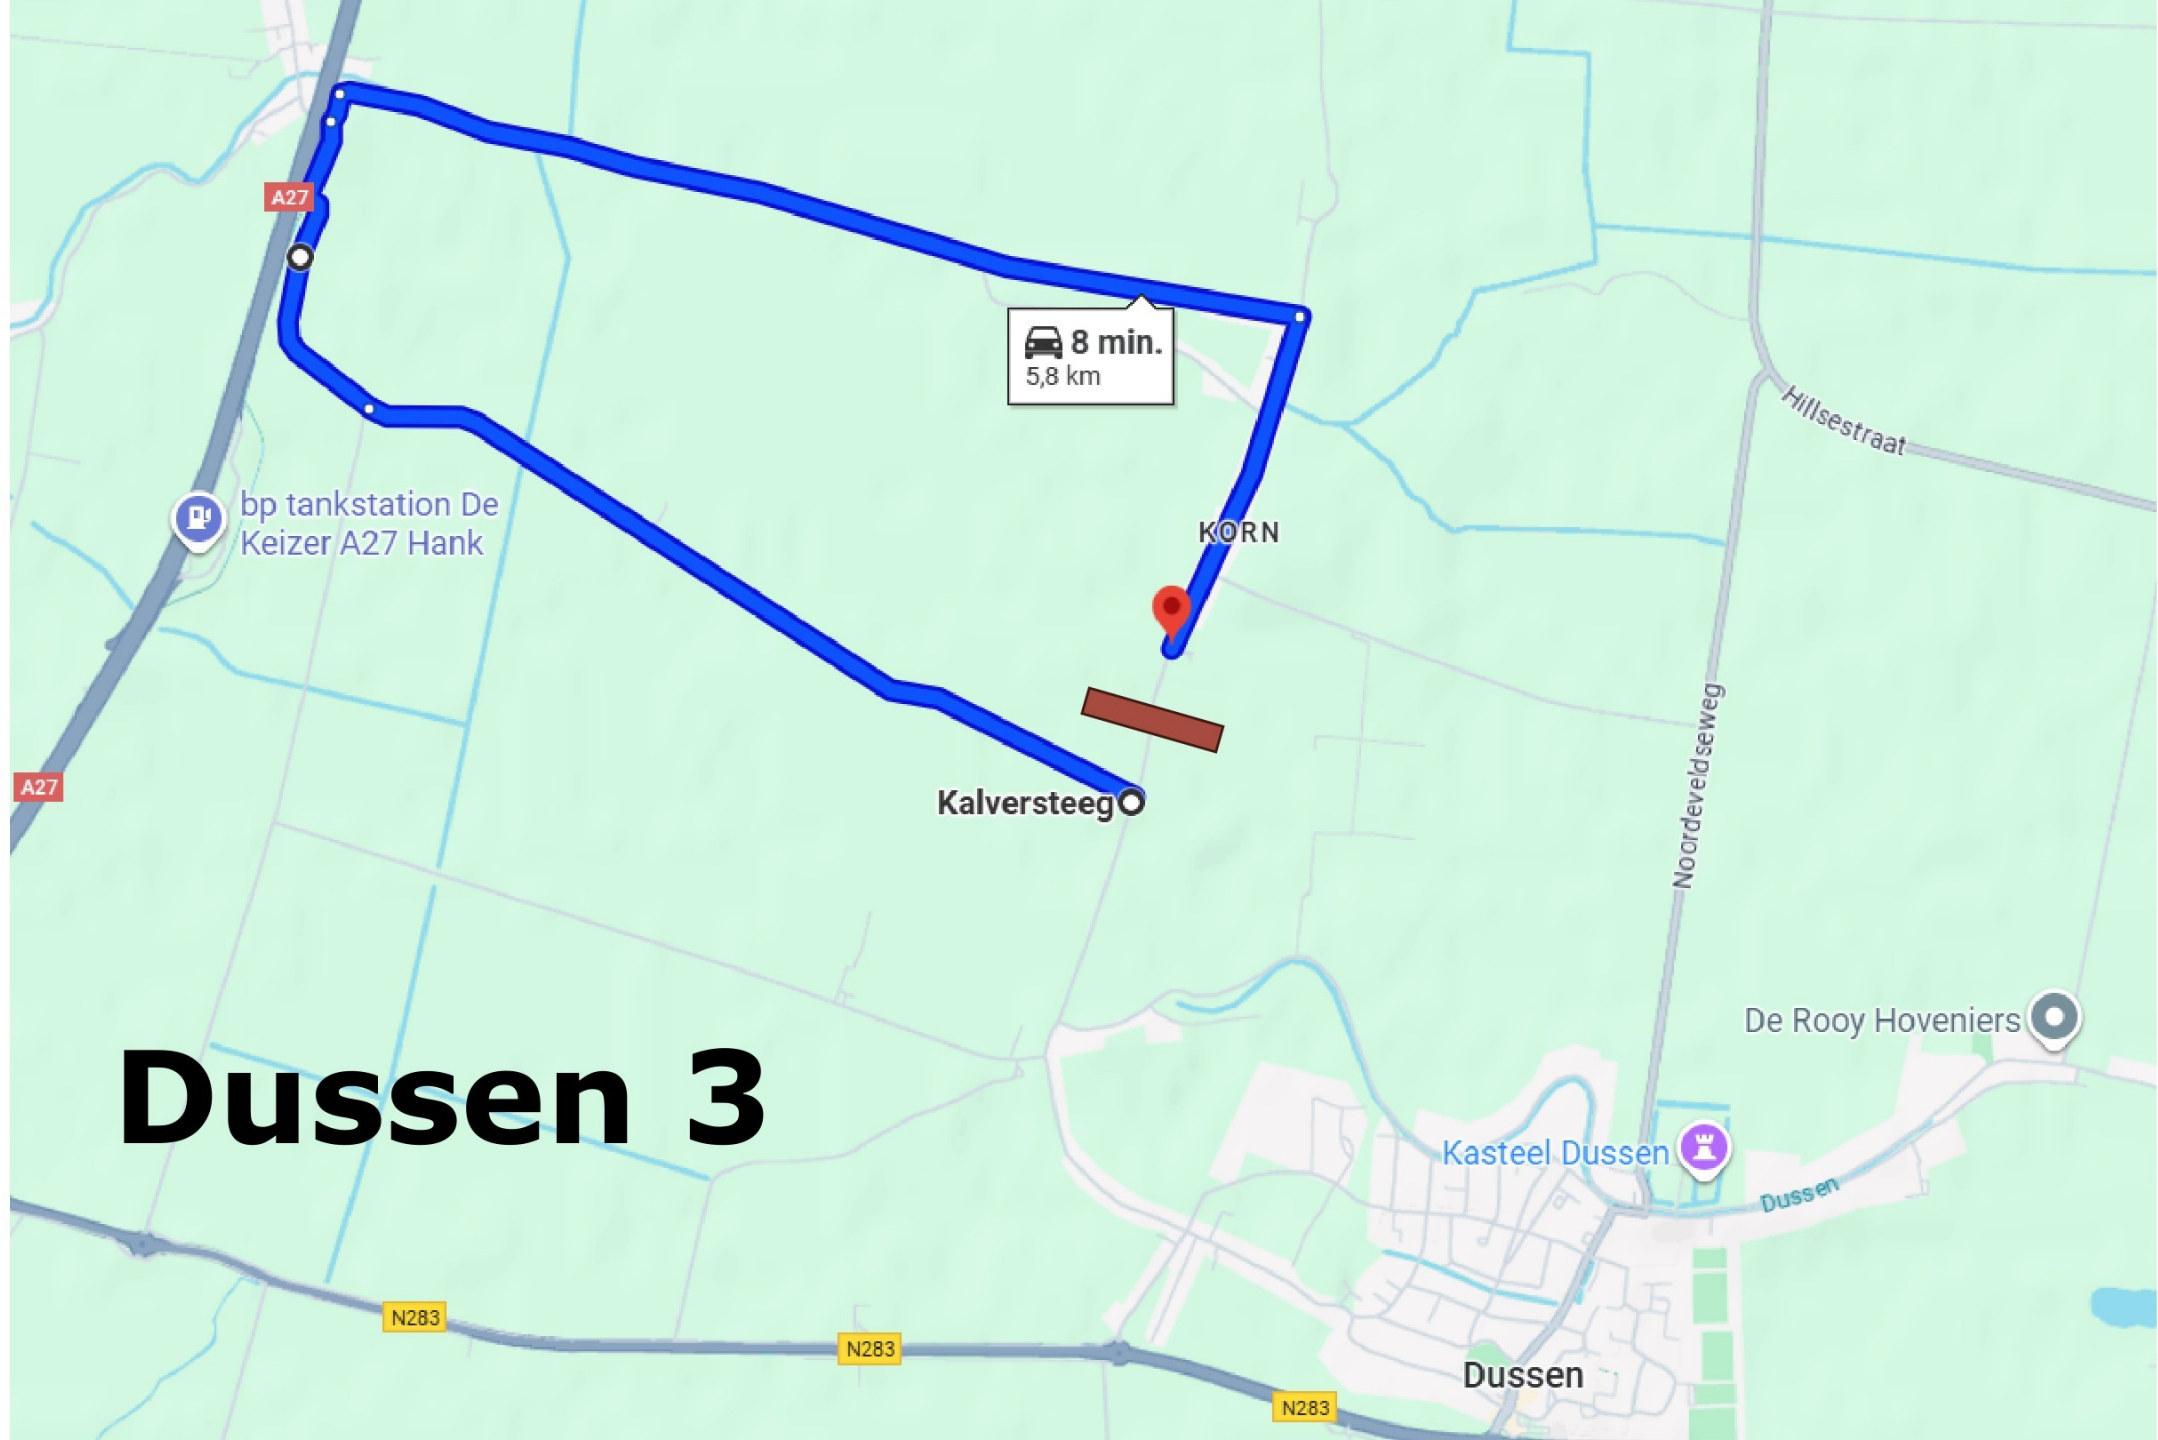 A27
8 min.
5,8 km
Hillsestraat
bp tankstation De
Keizer A27 Hank
KORN
Noordeveldseweg
A27
Kalversteeg
De Rooy Hoveniers
Dussen 3
Kasteel Dussen
Dussen
N283
N283
Dussen
N283